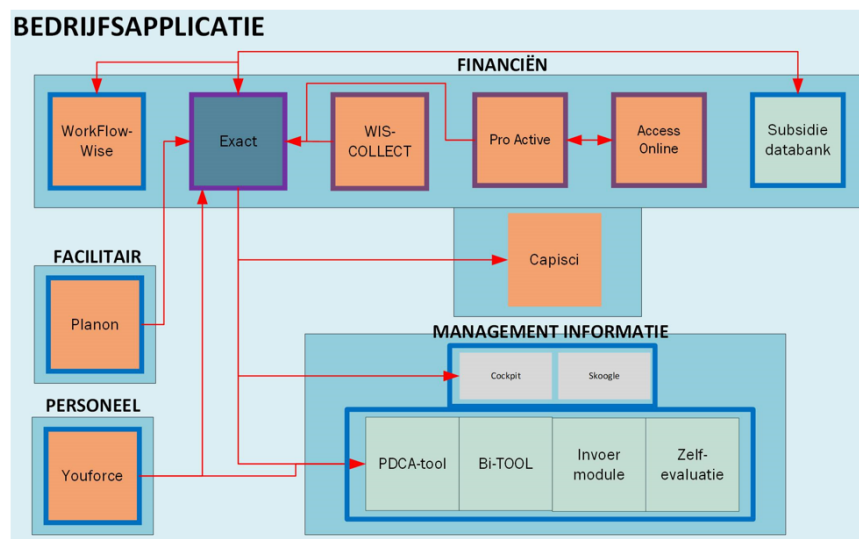 BEDRIJFSAPPLICATIE
FINANCIËN
WorkFlow-
Wise
Exact
WIS-
COLLECT
Pro Active
Access
Online
Subsidie
databank
Capisci
FACILITAIR
Planon
MANAGEMENT INFORMATIE
Cockpit
Skoogle
PERSONEEL
Youforce
PDCA-tool
Bi-TOOL
Invoer
module
Zelf-
evaluatie